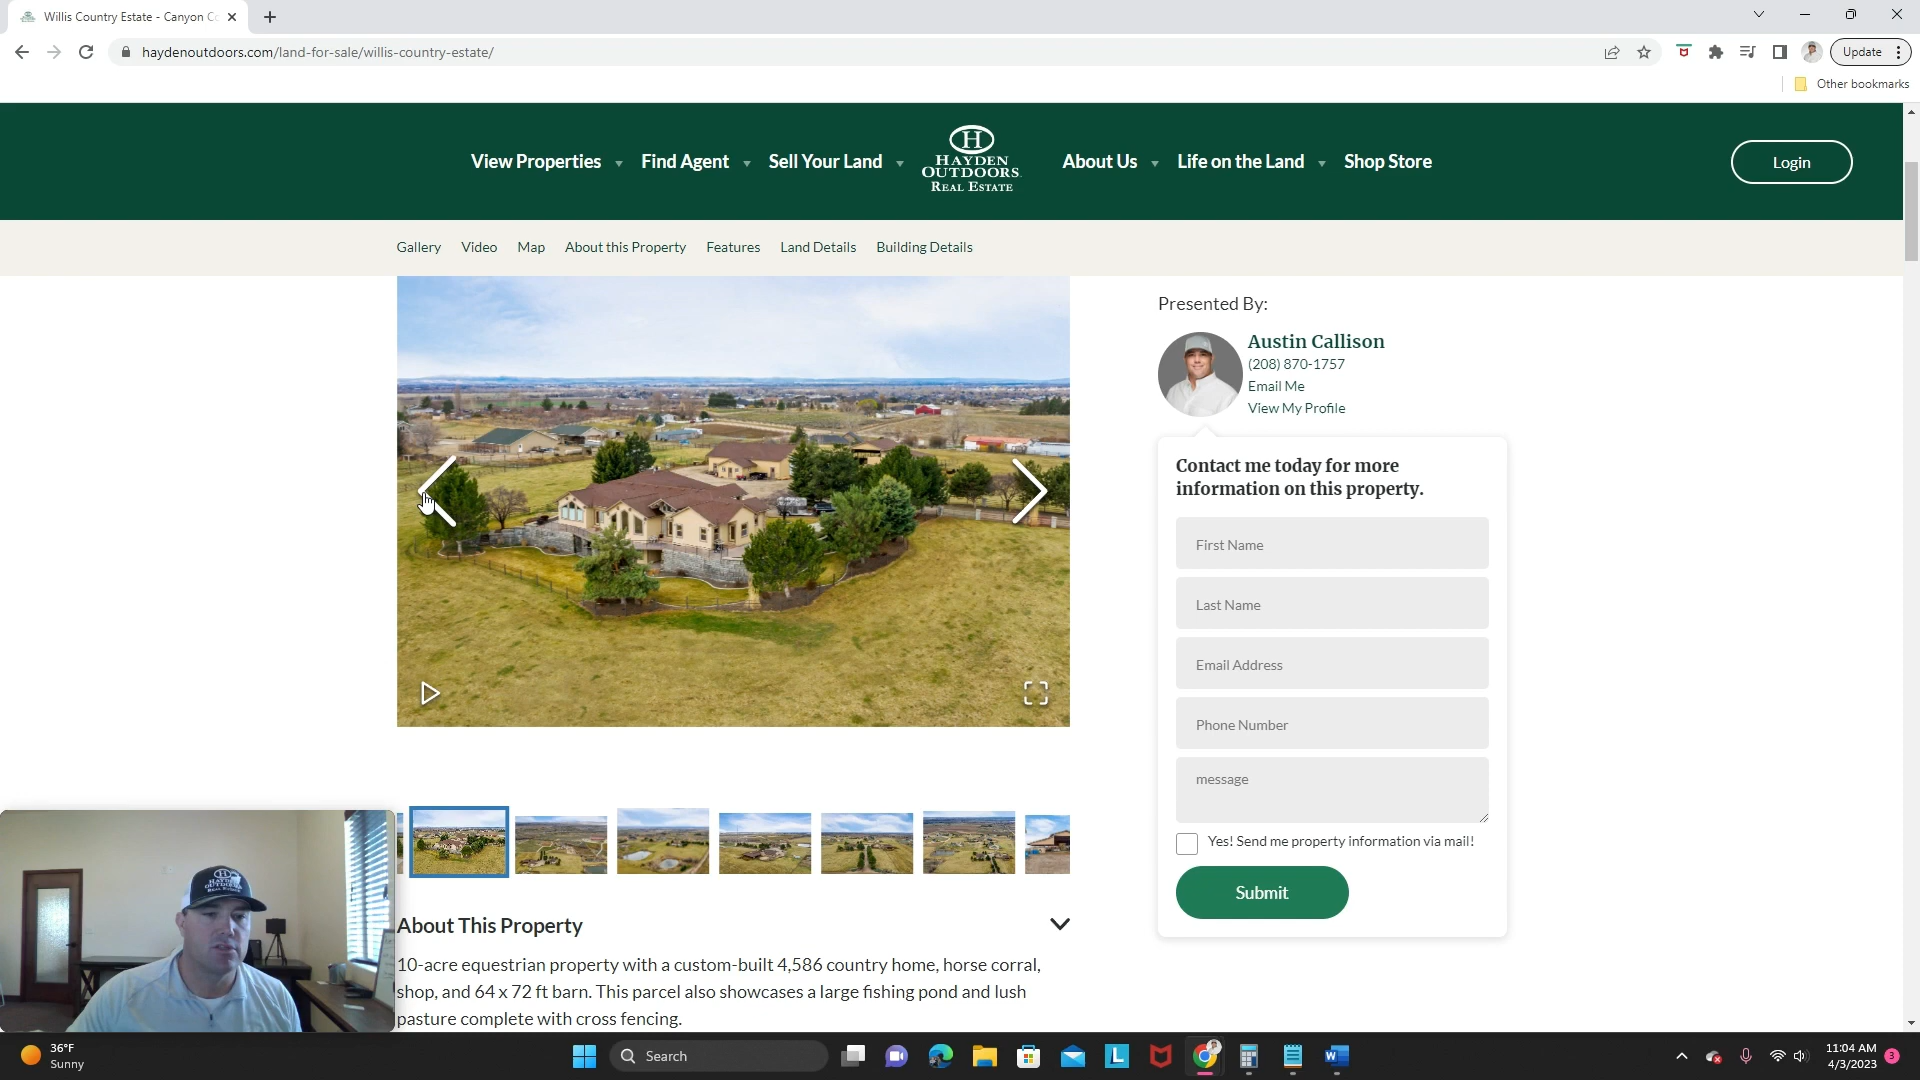 Willis Country Estate - Canyon Co
haydenoutdoors.com/land-for-sale/willis-country-estate/
Update
Other bookmarks
View Properties
Find Agent
Sell Your Land
H
HAYDEN
OUTDOORS
REAL ESTATE
About Us
Life on the Land
Shop Store
Login
Gallery
Video
Map
About this Property
Features
Land Details
Building Details
Presented By:
Austin Callison
(208) 870-1757
Email Me
View My Profile
Contact me today for more
information on this property.
First Name
Last Name
Email Address
Phone Number
message
Yes! Send me property information via mail!
Submit
About This Property
10-acre equestrian property with a custom-built 4,586 country home, horse corral,
shop, and 64 x 72 ft barn. This parcel also showcases a large fishing pond and lush
pasture complete with cross fencing.
HAYDEN
OUTDOORS
REAL ESTATE
36°F
Sunny
Search
L
W
11:04 AM
4/3/2023
3